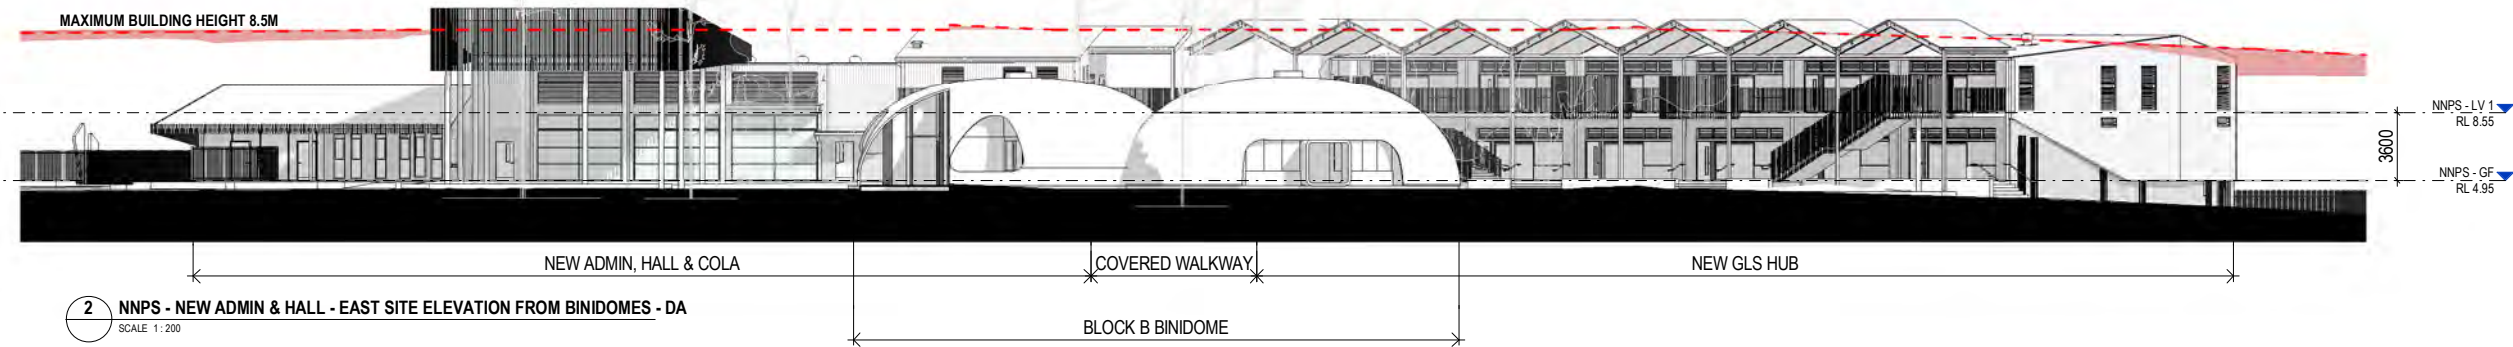 MAXIMUM BUILDING HEIGHT 8.5M
NNPS - LV 1
RL 8.55
3600
NNPS - GF
RL 4.95
NEW ADMIN, HALL & COLA
COVERED WALKWAY
NEW GLS HUB
2
NNPS - NEW ADMIN & HALL - EAST SITE ELEVATION FROM BINIDOMES - DA
SCALE 1 : 200
BLOCK B BINIDOME